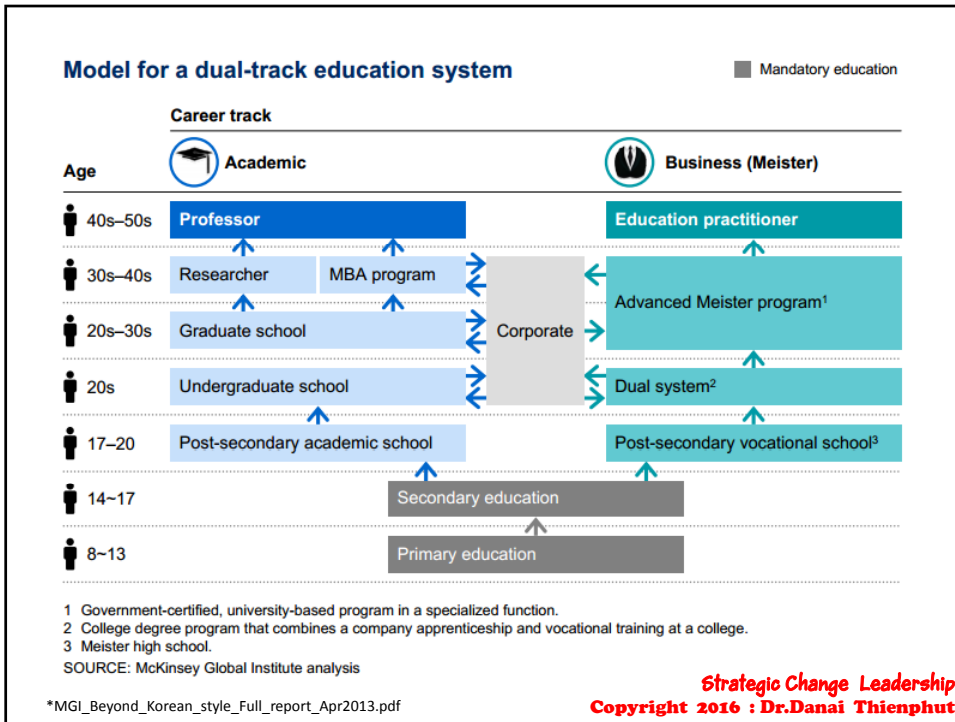 Model for a dual-track education system
Mandatory education
Career track
Age
Academic
Business (Meister)
40s–50s
Professor
Education practitioner
30s–40s
Researcher
MBA program
Advanced Meister program1
20s–30s
Graduate school
Corporate
20s
Undergraduate school
Dual system2
17–20
Post-secondary academic school
Post-secondary vocational school3
14~17
Secondary education
8~13
Primary education
1 Government-certified, university-based program in a specialized function.
2 College degree program that combines a company apprenticeship and vocational training at a college.
3 Meister high school.
SOURCE: McKinsey Global Institute analysis
Strategic Change Leadership
*MGI_Beyond_Korean_style_Full_report_Apr2013.pdf
Copyright 2016 : Dr.Danai Thienphut